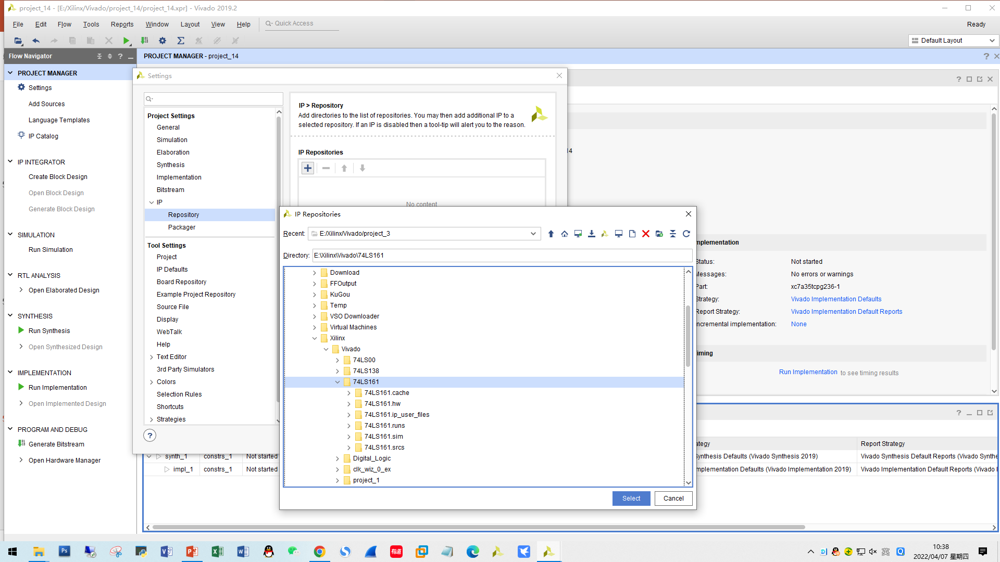 project_14 - [E:/Xilinx/Vivado/project_14/project_14.xpr] - Vivado 2019.2
File Edit Flow Tools Reports Window Layout View Help Quick Access
Ready
Default Layout
Flow Navigator
PROJECT MANAGER - project_14
PROJECT MANAGER
Settings
Add Sources
Language Templates
IP Catalog
IP INTEGRATOR
Create Block Design
Open Block Design
Generate Block Design
SIMULATION
Run Simulation
RTL ANALYSIS
Open Elaborated Design
SYNTHESIS
Run Synthesis
Open Synthesized Design
IMPLEMENTATION
Run Implementation
Open Implemented Design
PROGRAM AND DEBUG
Generate Bitstream
Open Hardware Manager
Settings
Project Settings
General
Simulation
Elaboration
Synthesis
Implementation
Bitstream
IP
Repository
Packager
Tool Settings
Project
IP Defaults
Board Repository
Example Project Repository
Source File
Display
WebTalk
Help
Text Editor
3rd Party Simulators
Colors
Selection Rules
Shortcuts
Strategies
IP > Repository
Add directories to the list of repositories. You may then add additional IP to a
selected repository. If an IP is disabled then a tool-tip will alert you to the reason.
IP Repositories
No content
14
IP Repositories
Recent: E:/Xilinx/Vivado/project_3
Directory: E:\Xilinx\Vivado\74LS161
Download
FFOutput
KuGou
Temp
VSO Downloader
Virtual Machines
Xilinx
Vivado
74LS00
74LS138
74LS161
74LS161.cache
74LS161.hw
74LS161.ip_user_files
74LS161.runs
74LS161.sim
74LS161.srcs
Digital_Logic
clk_wiz_0_ex
project_1
Select Cancel
mplementation
Status: Not started
Messages: No errors or warnings
Part: xc7a35tcpg236-1
Strategy: Vivado Implementation Defaults
Report Strategy: Vivado Implementation Default Reports
ncremental implementation: None
iming
Run Implementation to see timing results
ategy Report Strategy
synth_1 constrs_1 Not started
Synthesis Defaults (Vivado Synthesis 2019) Vivado Synthesis Default Reports (Vivado Synthe
impl_1 constrs_1 Not started
mplementation Defaults (Vivado Implementation 2019) Vivado Implementation Default Reports (Vivado I
Ps
有道
英
10:38
2022/04/07 星期四